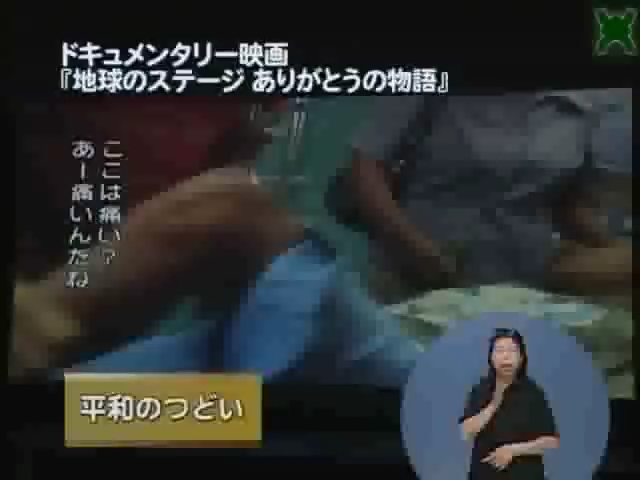 ドキュメンタリー映画
『地球のステージ ありがとうの物語』
ここは痛い？
あー痛いんだね
平和のつどい